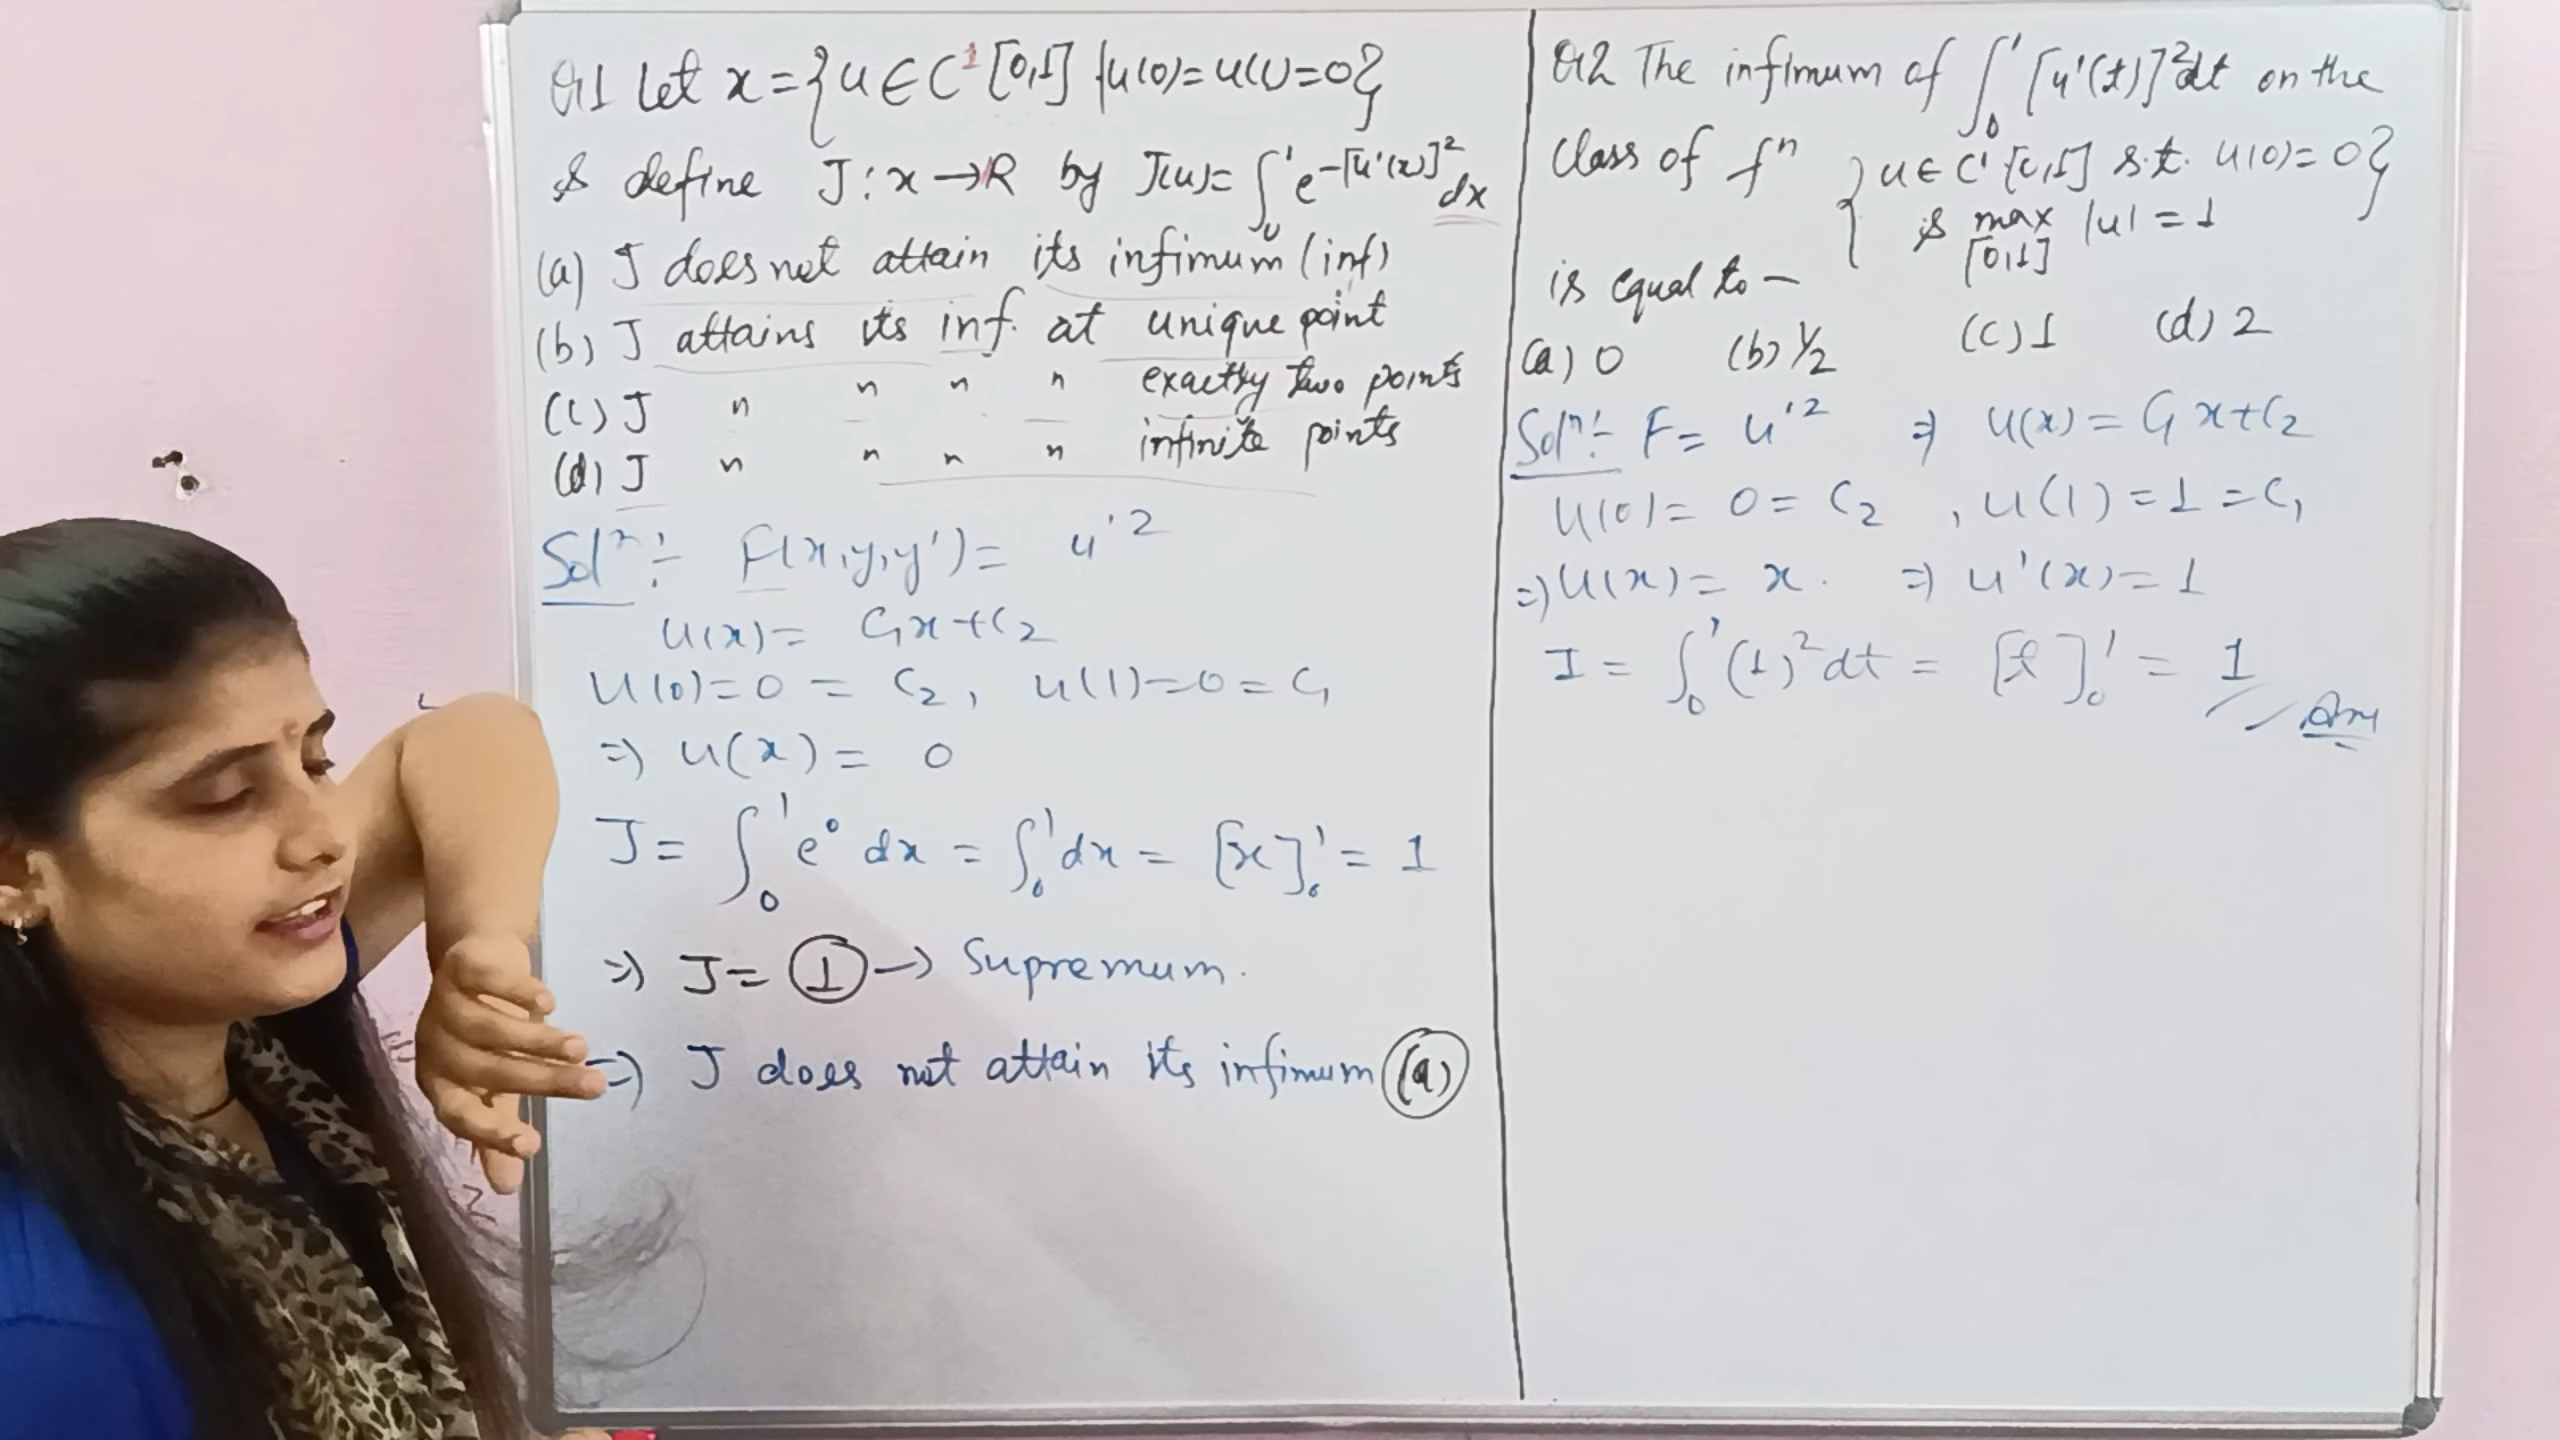 Q1 Let x = {u ∈ C¹ [0,1] | u(0) = u(1) = 0}
& define J : x → R by J(u) = ∫₀¹ e^{-[u'(x)]²} dx
(a) J does not attain its infimum (inf)
(b) J attains its inf. at unique point
(c) J " " " " exactly two points
(d) J " " " " infinite points
Solⁿ :- F(x, y, y') = u'²
u(x) = C₁x + C₂
u(0) = 0 = C₂, u(1) = 0 = C₁
⇒ u(x) = 0
J = ∫₀¹ e⁰ dx = ∫₀¹ dx = [x]₀¹ = 1
⇒ J = 1 → Supremum.
⇒ J does not attain its infimum (a)
Q2 The infimum of ∫₀¹ [u'(t)]² dt on the
class of fⁿ {u ∈ C¹ [0,1] s.t. u(0) = 0
& max |u| = 1}
[0,1]
is equal to –
(a) 0 (b) 1/2 (c) 1 (d) 2
Solⁿ :- F = u'² ⇒ u(x) = C₁x + C₂
u(0) = 0 = C₂ , u(1) = 1 = C₁
⇒ u(x) = x . ⇒ u'(x) = 1
I = ∫₀¹ (1)² dt = [t]₀¹ = 1 Ans